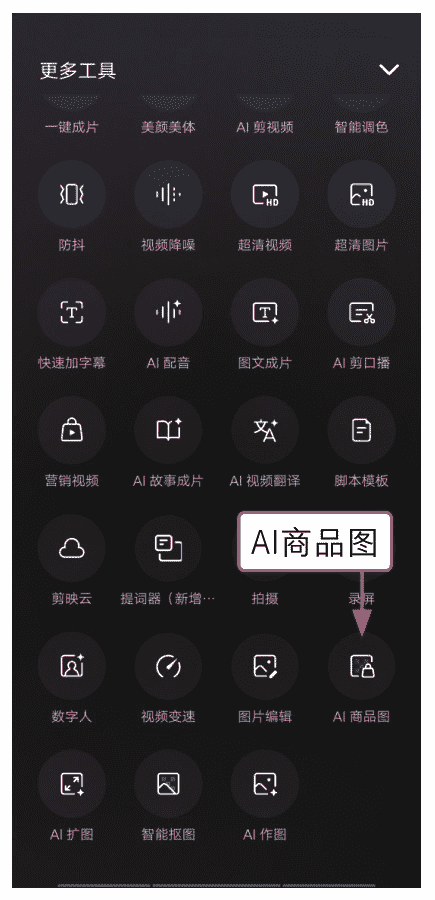 更多工具
一键成片 美颜美体 AI 剪视频 智能调色
HD HD
防抖 视频降噪 超清视频 超清图片
快速加字幕 AI 配音 图文成片 AI 剪口播
营销视频 AI 故事成片 AI 视频翻译 脚本模板
AI商品图
剪映云 提词器（新增… 拍摄 录屏
数字人 视频变速 图片编辑 AI 商品图
AI 扩图 智能抠图 AI 作图